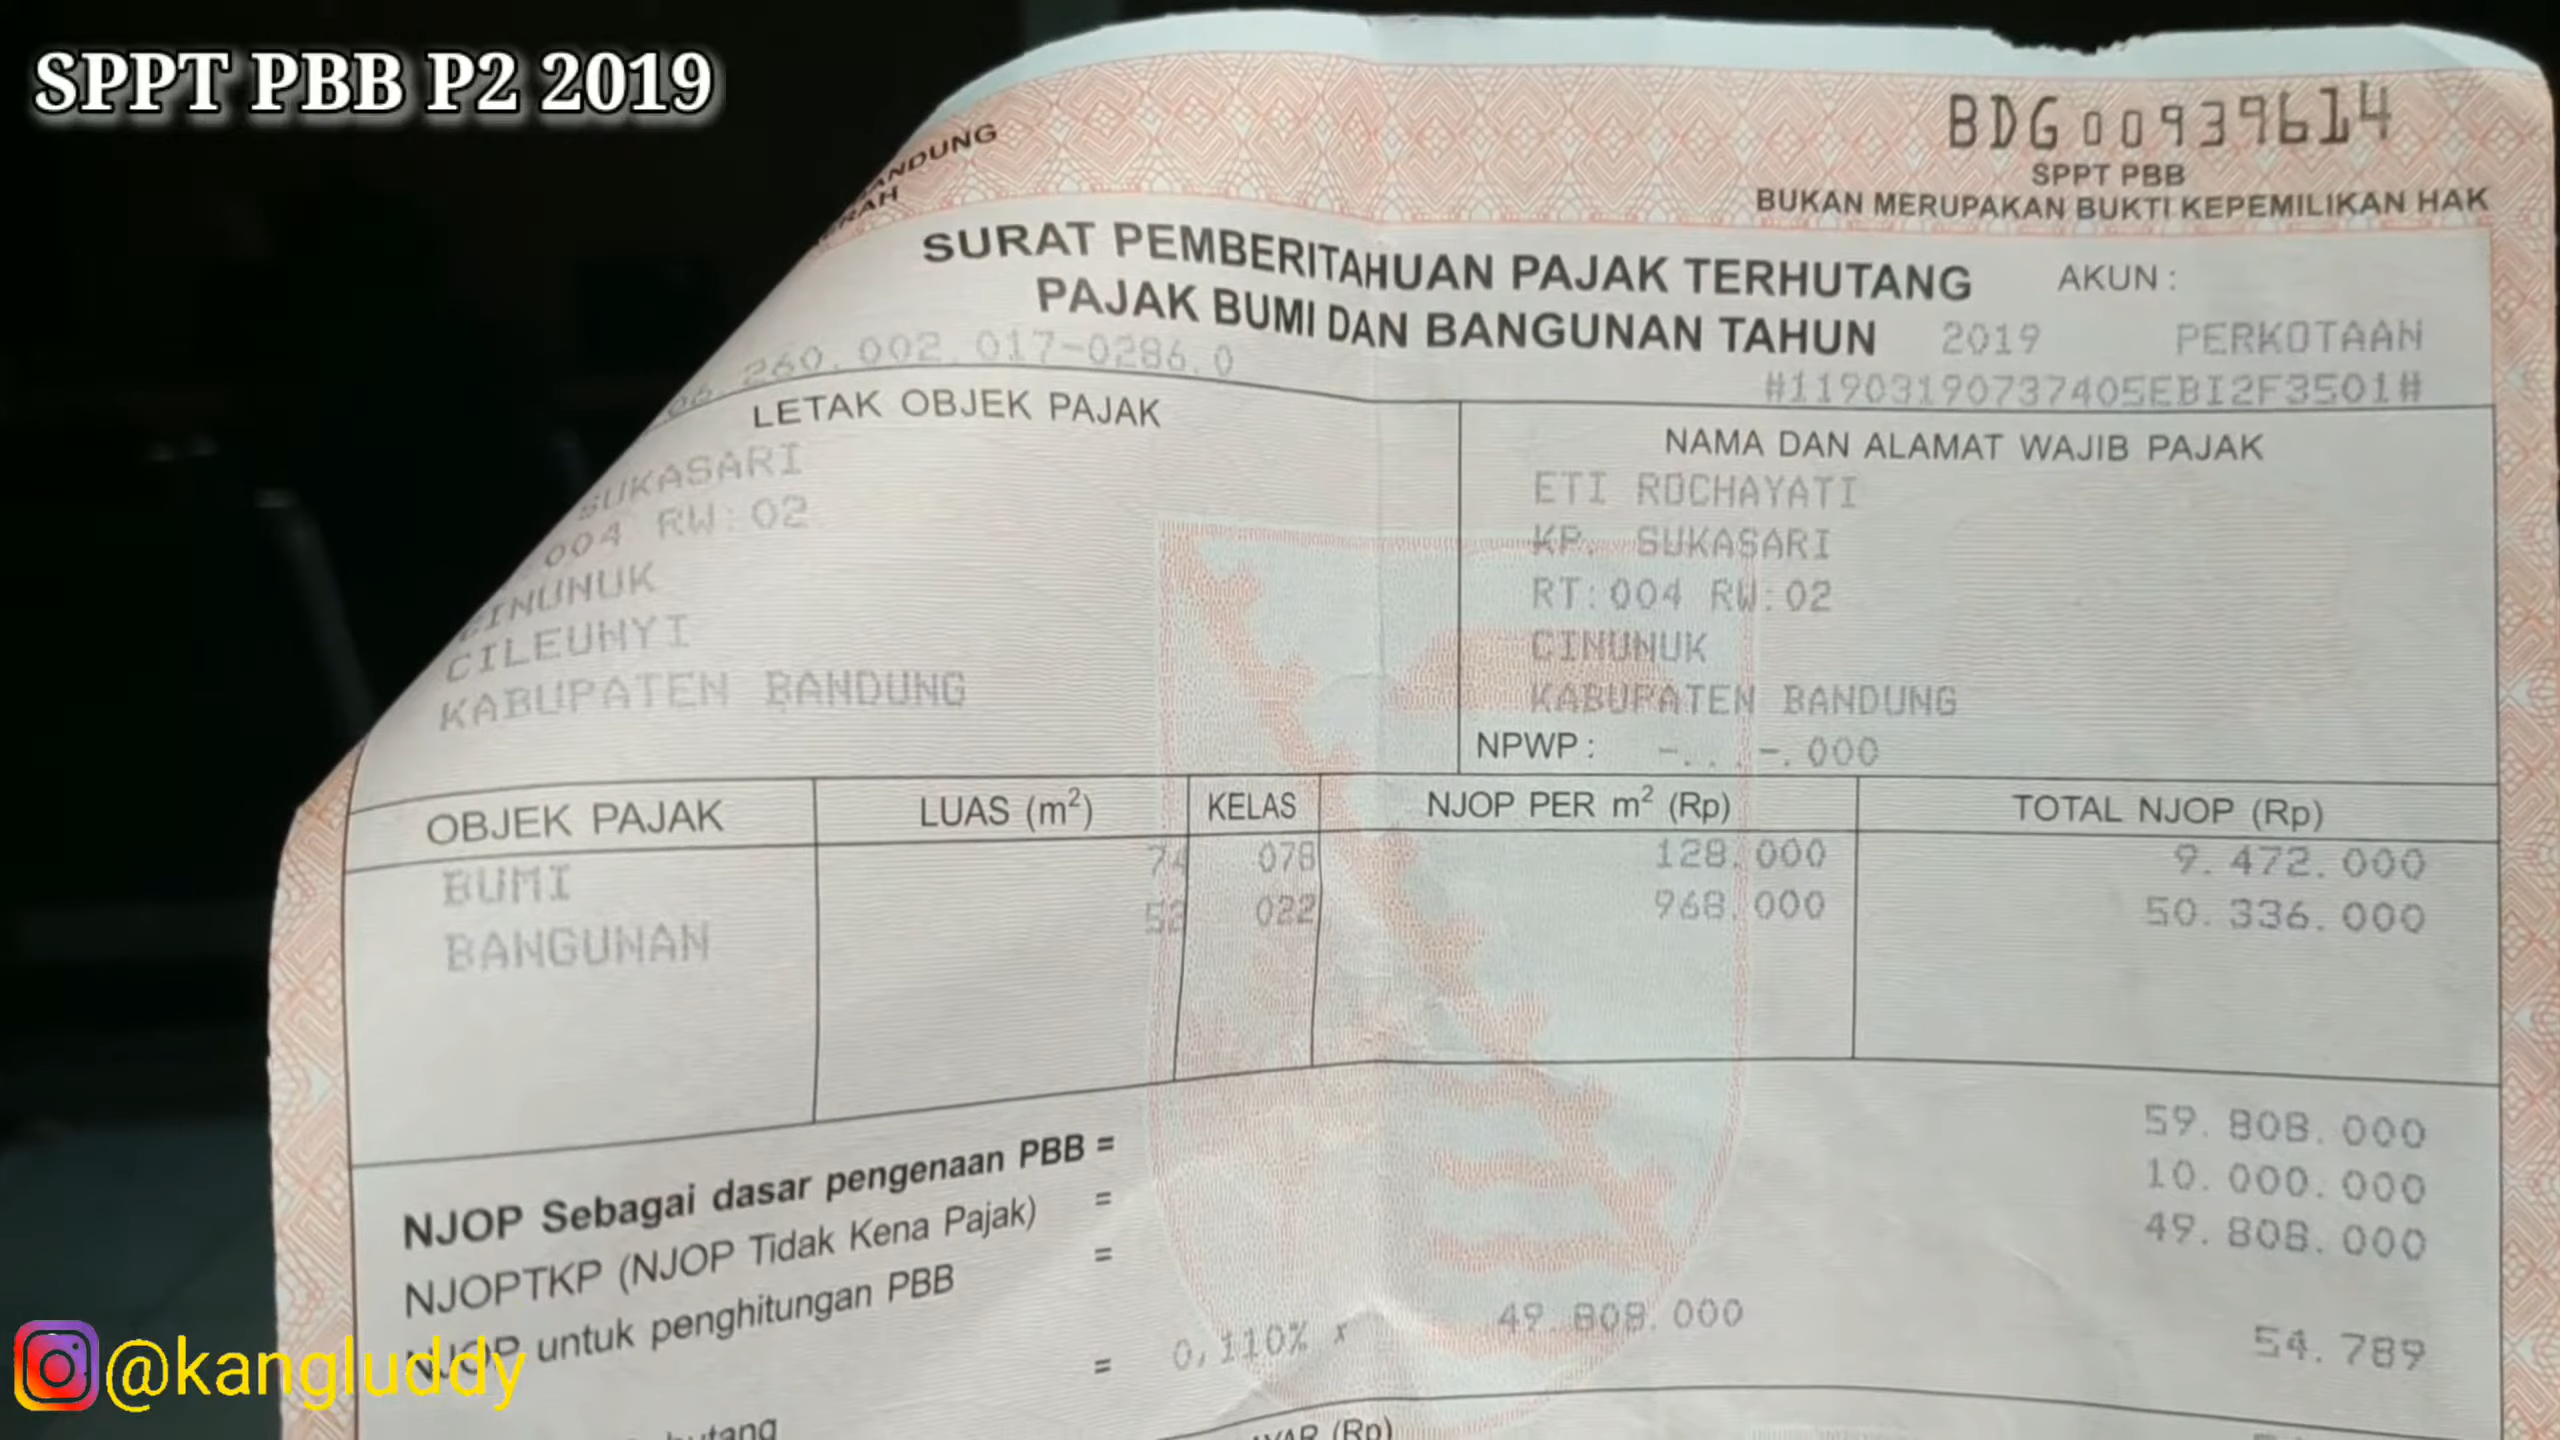 SPPT PBB P2 2019
BDG00939614
SPPT PBB
BUKAN MERUPAKAN BUKTI KEPEMILIKAN HAK
SURAT PEMBERITAHUAN PAJAK TERHUTANG
AKUN :
PAJAK BUMI DAN BANGUNAN TAHUN 2019 PERKOTAAN
260.002.017-0286.0
#11903190737405EBI2F3501#
LETAK OBJEK PAJAK
SUKASARI
004 RW:02
CINUNUK
CILEUNYI
KABUPATEN BANDUNG
NAMA DAN ALAMAT WAJIB PAJAK
ETI ROCHAYATI
KP. SUKASARI
RT:004 RW:02
CINUNUK
KABUPATEN BANDUNG
NPWP : -. . . -.000
OBJEK PAJAK LUAS (m²) KELAS NJOP PER m² (Rp) TOTAL NJOP (Rp)
BUMI 74 078 128.000 9.472.000
BANGUNAN 52 022 968.000 50.336.000
NJOP Sebagai dasar pengenaan PBB = 59.808.000
NJOPTKP (NJOP Tidak Kena Pajak) = 10.000.000
NJOP untuk penghitungan PBB = 49.808.000
= 0,110% x 49.808.000 54.789
(Rp)
@kangluddy